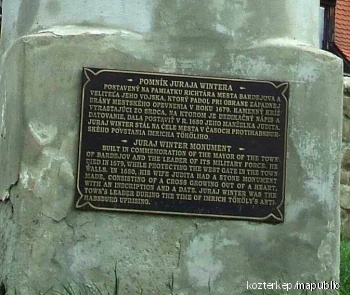 POMNÍK JURAJA WINTERA
POSTAVENÝ NA PAMIATKU RICHTÁRA MESTA BARDEJOVA A
VELITEĽA JEHO VOJSKA, KTORÝ PADOL PRI OBRANE ZÁPADNEJ
BRÁNY MESTSKÉHO OPEVNENIA V ROKU 1679. KAMENNÝ KRÍŽ
VYRASTAJÚCI ZO SRDCA, NA KTOROM JE DEDIKAČNÝ NÁPIS A
DATOVANIE, DALA POSTAVIŤ V R. 1680 JEHO MANŽELKA JUDITA.
JURAJ WINTER STÁL NA ČELE MESTA V ČASOCH PROTIHABSBUR-
SKÉHO POVSTANIA IMRICHA TÖKÖLIHO.
JURAJ WINTER MONUMENT
BUILT IN COMMEMORATION OF THE MAYOR OF THE TOWN
OF BARDEJOV AND THE LEADER OF ITS MILITARY FORCE. HE
DIED IN 1679, WHILE PROTECTING THE WEST GATE IN THE TOWN
WALLS. IN 1680, HIS WIFE JUDITA HAD A STONE MONUMENT
MADE, CONSISTING OF A CROSS GROWING OUT OF A HEART,
WITH AN INSCRIPTION AND A DATE. JURAJ WINTER WAS THE
TOWN'S LEADER DURING THE TIME OF IMRICH TÖKÖLY'S ANTI-
HABSBURG UPRISING.
kozterkep.mapublic